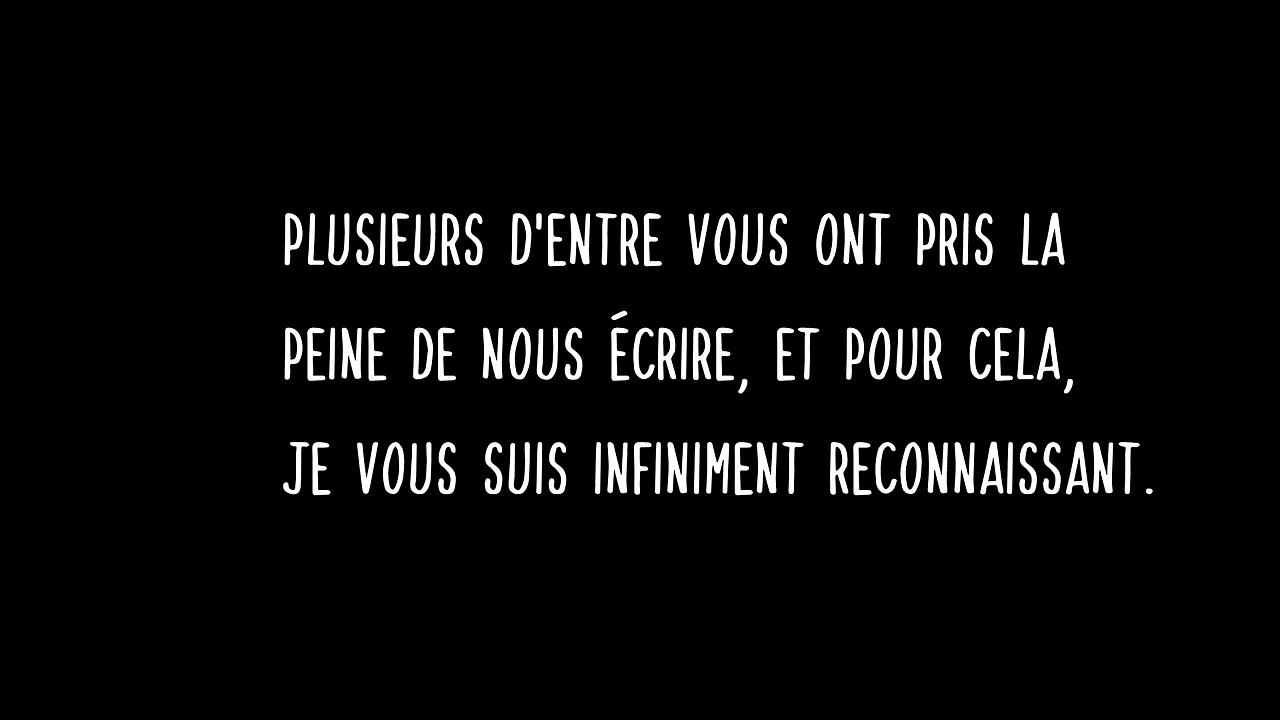 PLUSIEURS D'ENTRE VOUS ONT PRIS LA
PEINE DE NOUS ÉCRIRE, ET POUR CELA,
JE VOUS SUIS INFINIMENT RECONNAISSANT.